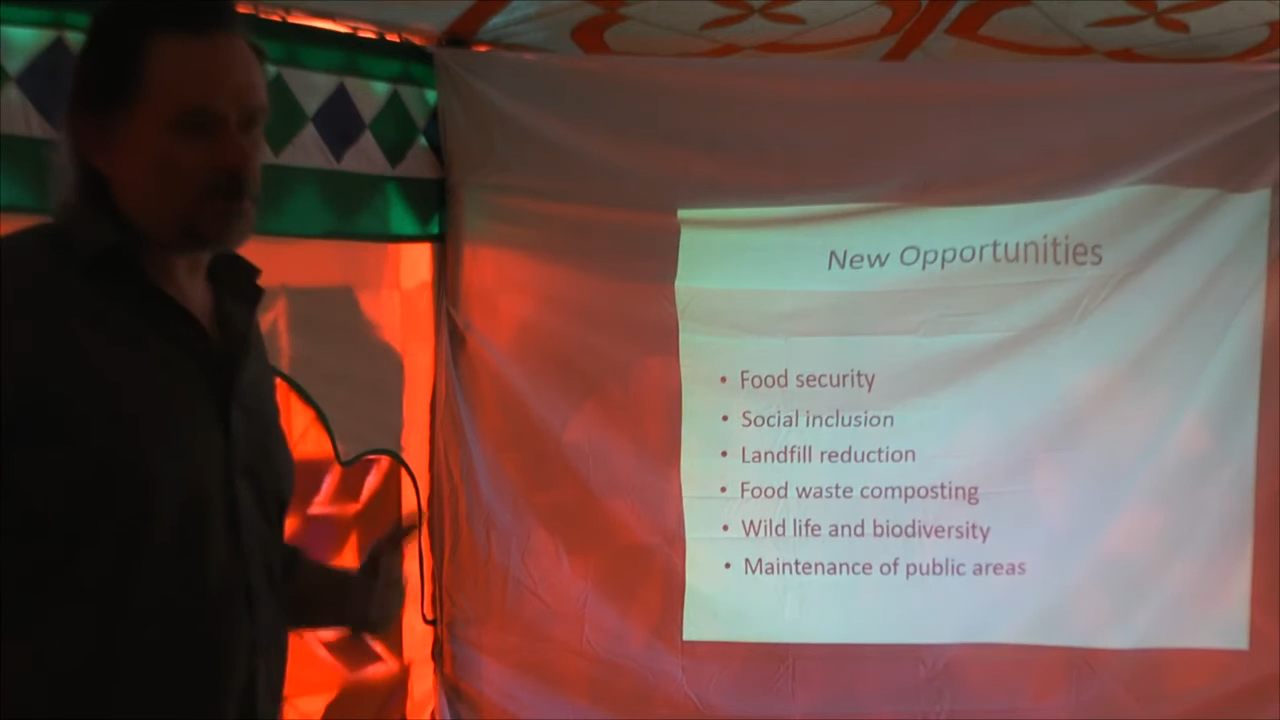 New Opportunities
• Food security
• Social inclusion
• Landfill reduction
• Food waste composting
• Wild life and biodiversity
• Maintenance of public areas